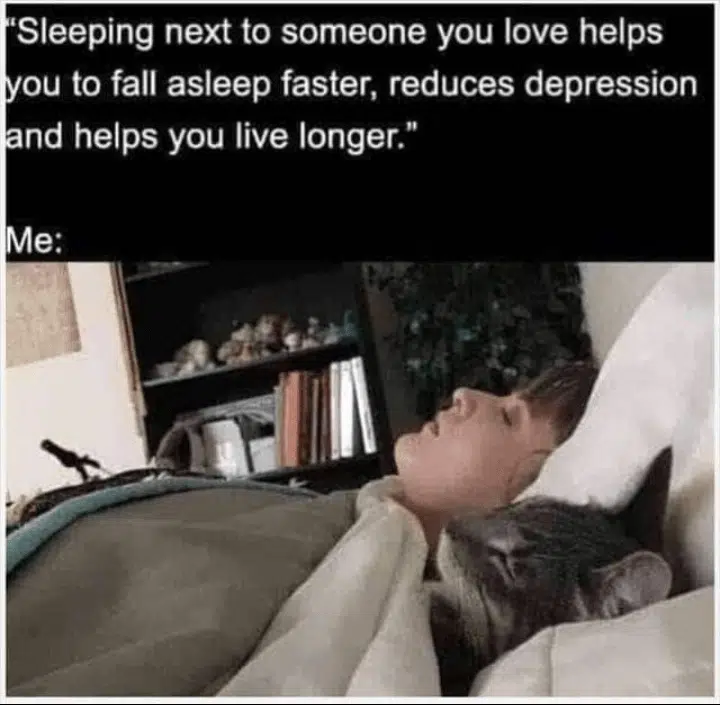 “Sleeping next to someone you love helps
you to fall asleep faster, reduces depression
and helps you live longer."
Me: